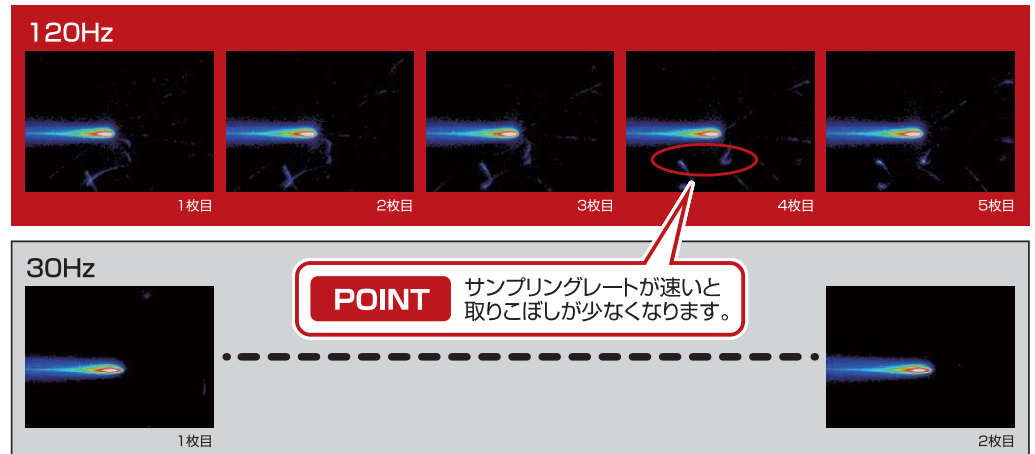 120Hz
1枚目
2枚目
3枚目
4枚目
5枚目
30Hz
POINT
サンプリングレートが速いと
取りこぼしが少なくなります。
1枚目
2枚目